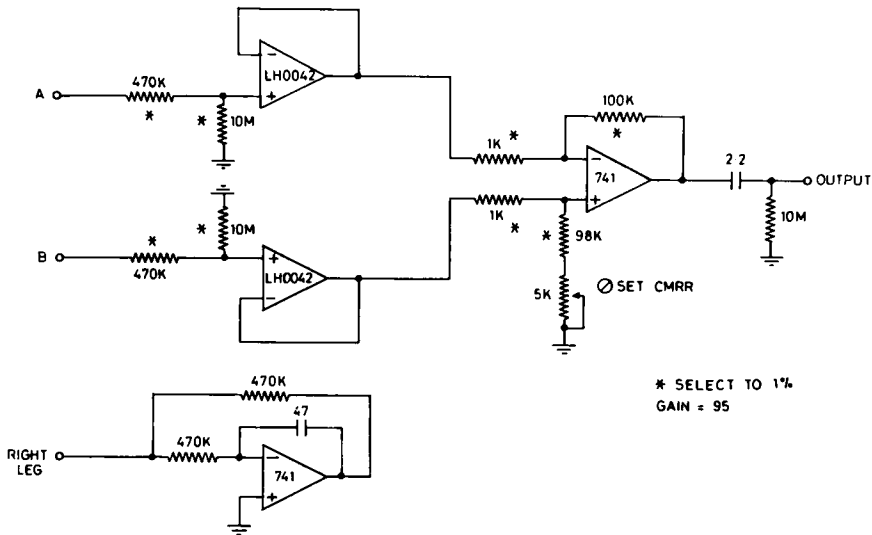 LH0042
470K
A
*
*
10M
100K
*
1K
*
741
2·2
OUTPUT
1K
*
*
98K
10M
*
10M
*
B
470K
LH0042
5K
SET CMRR
470K
47
* SELECT TO 1%
GAIN = 95
470K
RIGHT
LEG
741